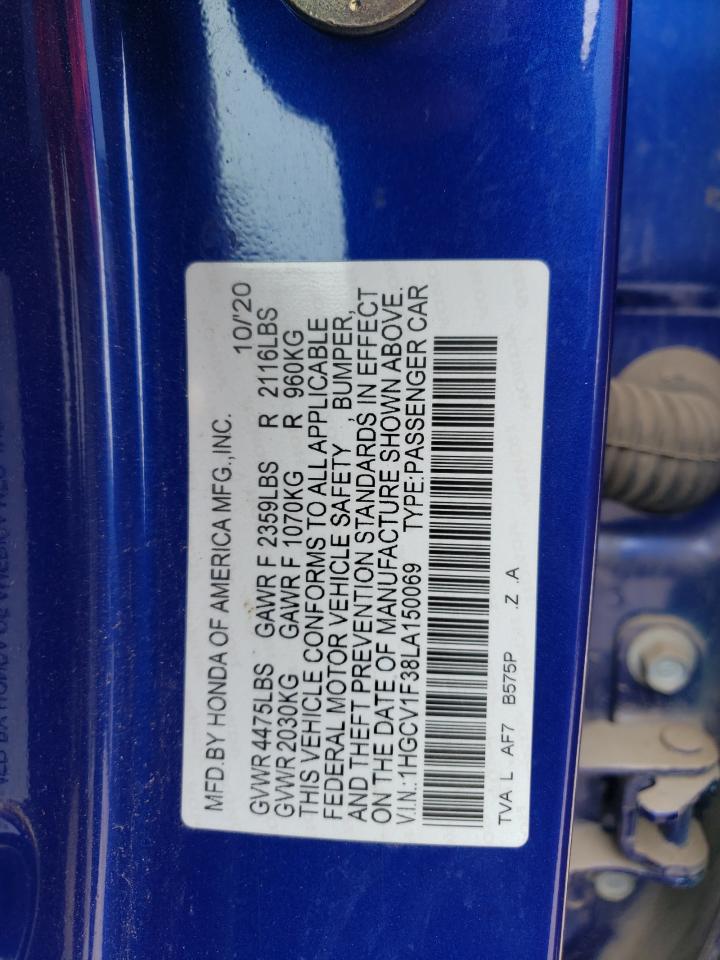 MFD.BY HONDA OF AMERICA MFG.,INC. 10/'20
GVWR 4475LBS GAWR F 2359LBS R 2116LBS
GVWR 2030KG GAWR F 1070KG R 960KG
THIS VEHICLE CONFORMS TO ALL APPLICABLE
FEDERAL MOTOR VEHICLE SAFETY , BUMPER,
AND THEFT PREVENTION STANDARDS IN EFFECT
ON THE DATE OF MANUFACTURE SHOWN ABOVE.
V.I.N.:1HGCV1F38LA150069 TYPE:PASSENGER CAR
TVA L AF7 B575P .Z .A